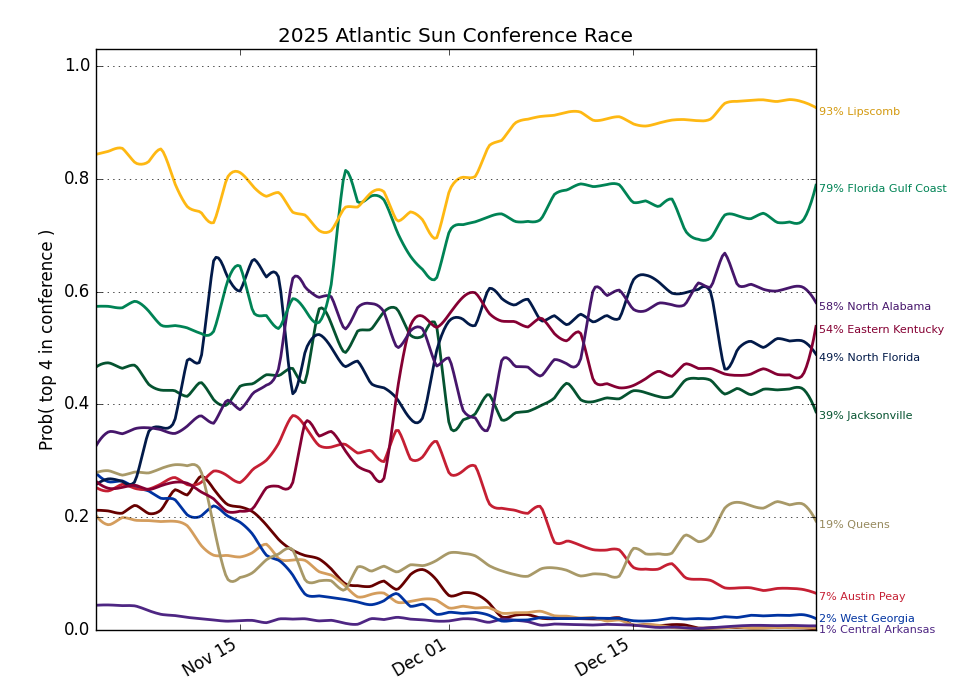 2025 Atlantic Sun Conference Race
Prob( top 4 in conference )
1.0
0.8
0.6
0.4
0.2
0.0
Nov 15
Dec 01
Dec 15
93% Lipscomb
79% Florida Gulf Coast
58% North Alabama
54% Eastern Kentucky
49% North Florida
39% Jacksonville
19% Queens
7% Austin Peay
2% West Georgia
1% Central Arkansas